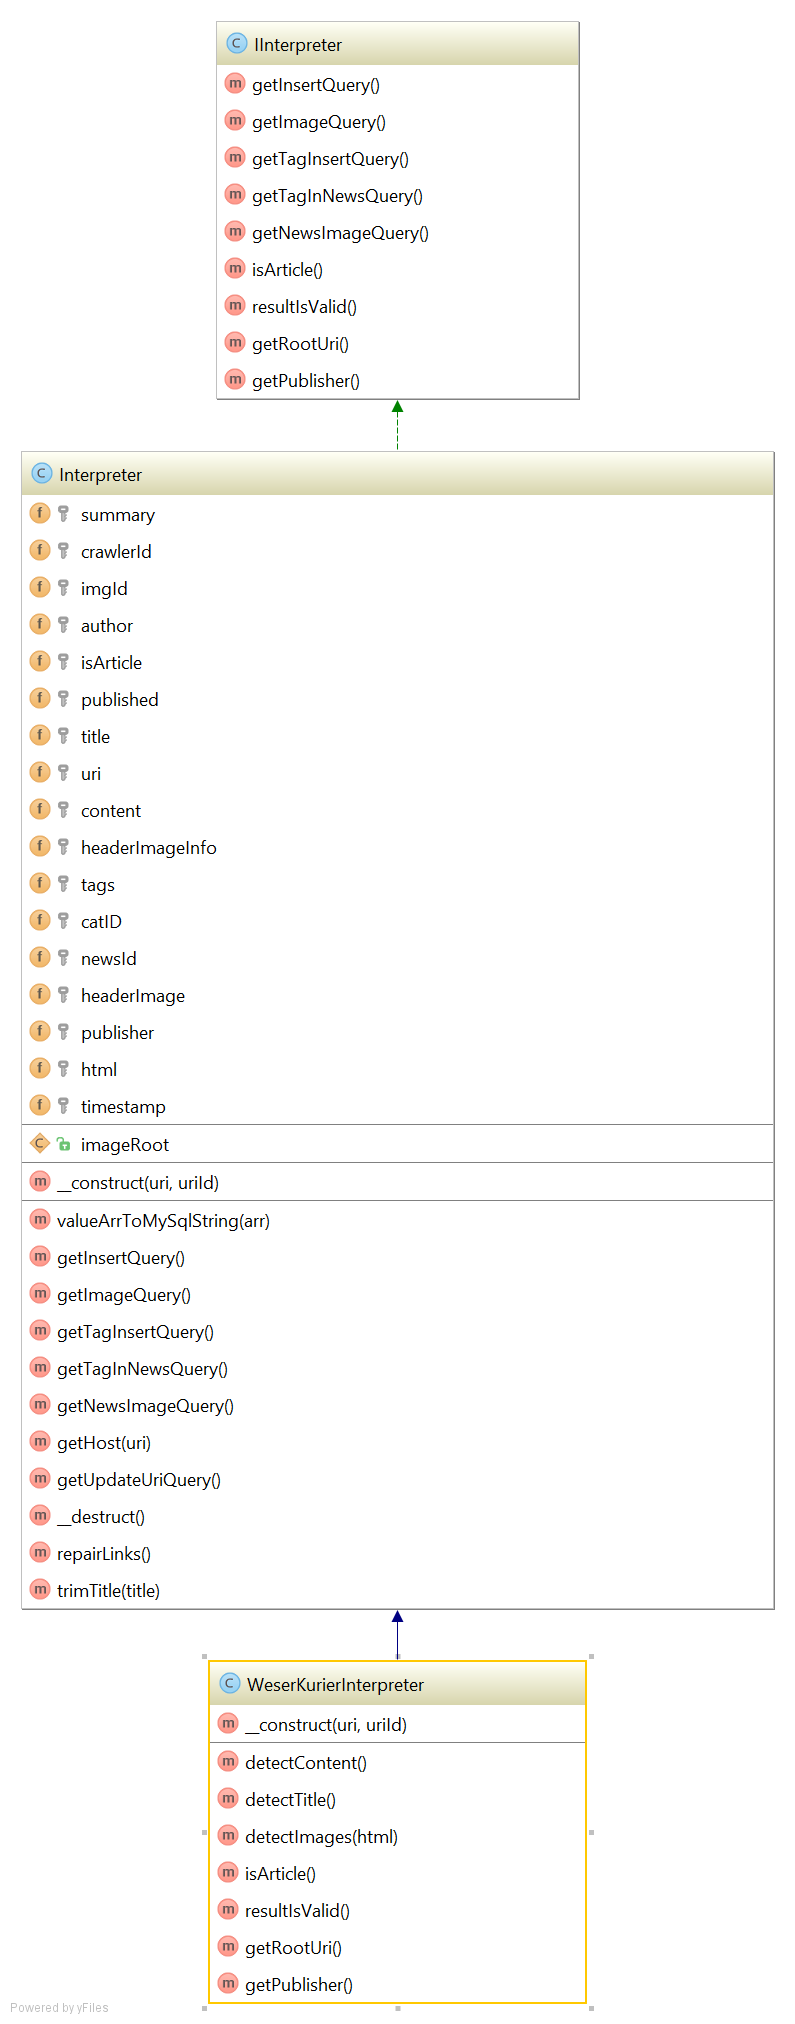 IInterpreter
getInsertQuery()
getImageQuery()
getTagInsertQuery()
getTagInNewsQuery()
getNewsImageQuery()
isArticle()
resultIsValid()
getRootUri()
getPublisher()
Interpreter
summary
crawlerId
imgId
author
isArticle
published
title
uri
content
headerImageInfo
tags
catID
newsId
headerImage
publisher
html
timestamp
imageRoot
__construct(uri, uriId)
valueArrToMySqlString(arr)
getInsertQuery()
getImageQuery()
getTagInsertQuery()
getTagInNewsQuery()
getNewsImageQuery()
getHost(uri)
getUpdateUriQuery()
__destruct()
repairLinks()
trimTitle(title)
WeserKurierInterpreter
__construct(uri, uriId)
detectContent()
detectTitle()
detectImages(html)
isArticle()
resultIsValid()
getRootUri()
getPublisher()
Powered by yFiles